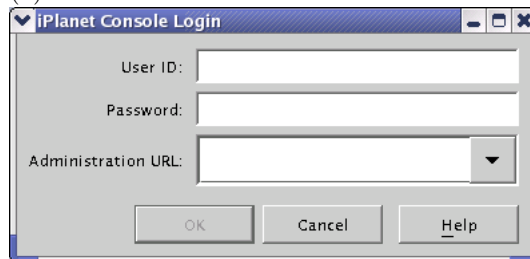 iPlanet Console Login
User ID:
Password:
Administration URL:
OK Cancel Help